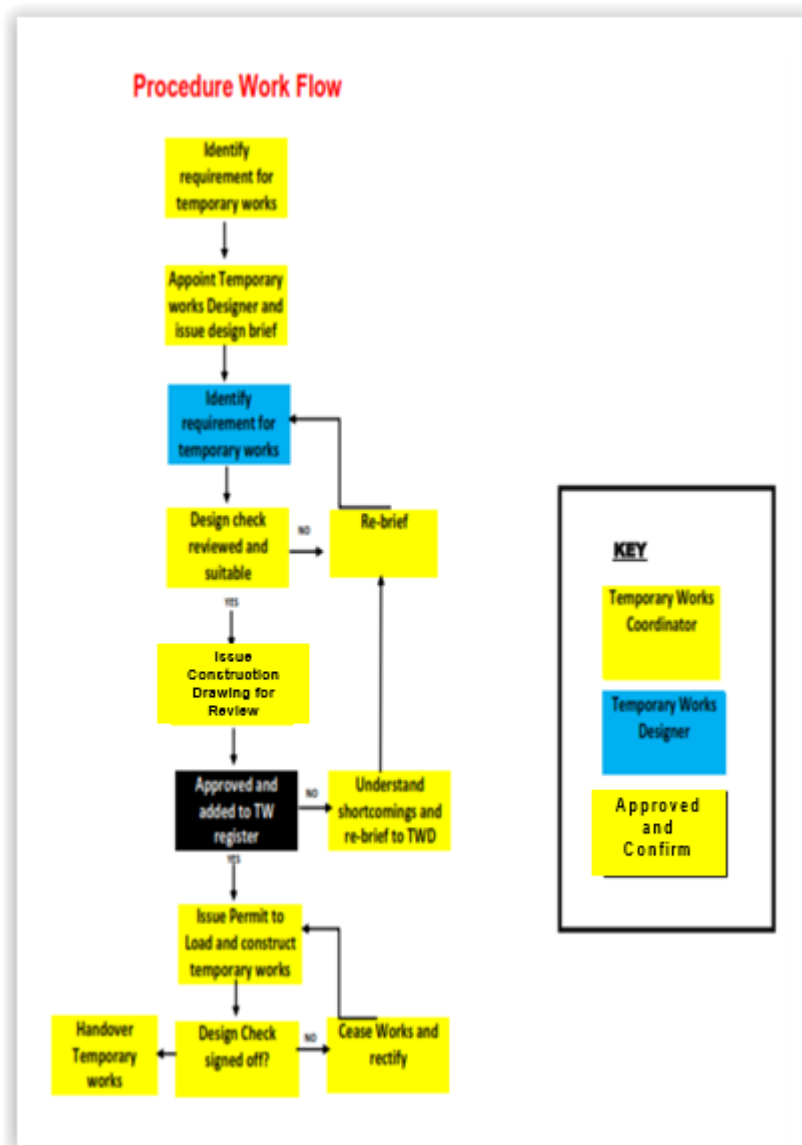 Procedure Work Flow
Identify
requirement for
temporary works
Appoint Temporary
works Designer and
issue design brief
Identify
requirement for
temporary works
Design check
reviewed and
suitable
NO
Re-brief
YES
Issue
Construction
Drawing for
Review
Approved and
added to TW
register
NO
Understand
shortcomings and
re-brief to TWD
YES
Issue Permit to
Load and construct
temporary works
Handover
Temporary
works
Design Check
signed off?
NO
Cease Works and
rectify
KEY
Temporary Works
Coordinator
Temporary Works
Designer
Approved
and
Confirm